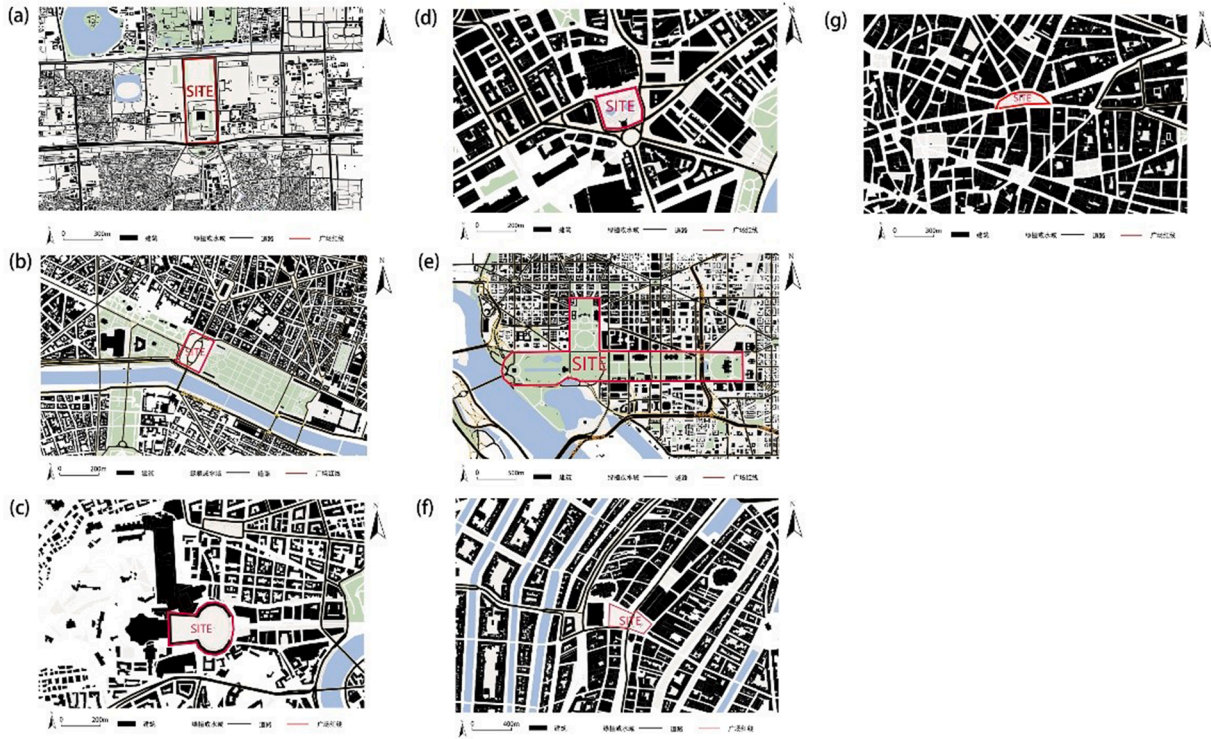 (a)
N
SITE
0 300m 建筑 绿植或水域 道路 广场红线
(b)
N
SITE
0 200m 建筑 绿植或水域 道路 广场红线
(c)
N
SITE
0 200m 建筑 绿植或水域 道路 广场红线
(d)
N
SITE
0 200m 建筑 绿植或水域 道路 广场红线
(e)
N
SITE
0 500m 建筑 绿植或水域 道路 广场红线
(f)
N
SITE
0 400m 建筑 绿植或水域 道路 广场红线
(g)
N
SITE
0 300m 建筑 绿植或水域 道路 广场红线